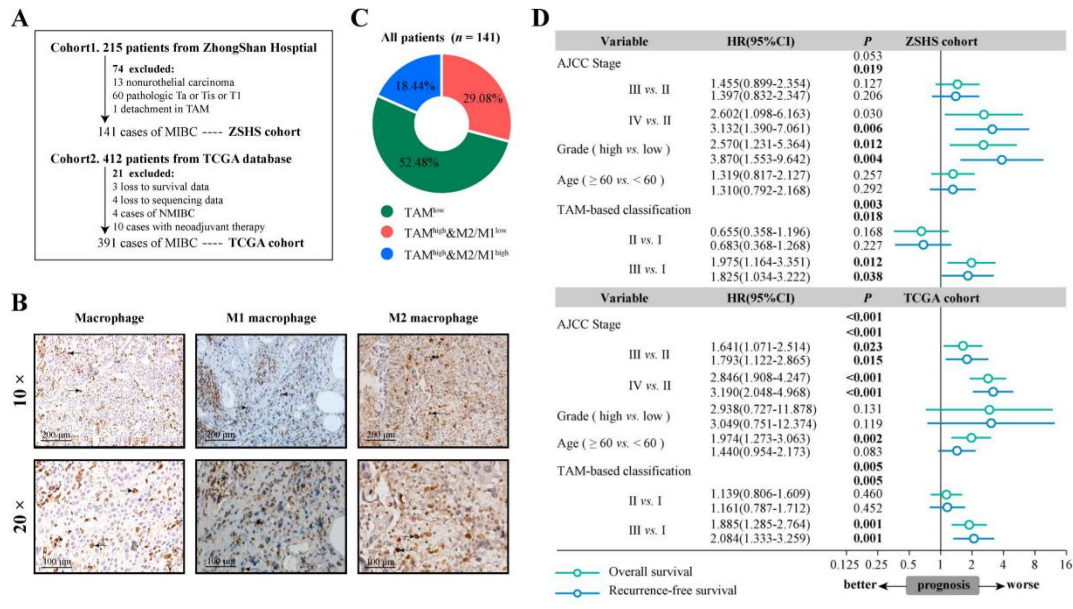 A
Cohort1. 215 patients from ZhongShan Hosptial
74 excluded:
13 nonurothelial carcinoma
60 pathologic Ta or Tis or T1
1 detachment in TAM
141 cases of MIBC ---- ZSHS cohort
Cohort2. 412 patients from TCGA database
21 excluded:
3 loss to survival data
4 loss to sequencing data
4 cases of NMIBC
10 cases with neoadjuvant therapy
391 cases of MIBC ---- TCGA cohort
C
All patients (n = 141)
18.44%
29.08%
52.48%
TAMlow
TAMhigh&M2/M1low
TAMhigh&M2/M1high
B
Macrophage M1 macrophage M2 macrophage
10 ×
200 μm 200 μm 200 μm
20 ×
100 μm 100 μm 100 μm
D
Variable HR(95%CI) P ZSHS cohort
AJCC Stage 0.053
0.019
III vs. II 1.455(0.899-2.354) 0.127
1.397(0.832-2.347) 0.206
IV vs. II 2.602(1.098-6.163) 0.030
3.132(1.390-7.061) 0.006
Grade ( high vs. low) 2.570(1.231-5.364) 0.012
3.870(1.553-9.642) 0.004
Age ( ≥ 60 vs. < 60) 1.319(0.817-2.127) 0.257
1.310(0.792-2.168) 0.292
TAM-based classification 0.003
0.018
II vs. I 0.655(0.358-1.196) 0.168
0.683(0.368-1.268) 0.227
III vs. I 1.975(1.164-3.351) 0.012
1.825(1.034-3.222) 0.038
Variable HR(95%CI) P TCGA cohort
AJCC Stage <0.001
<0.001
III vs. II 1.641(1.071-2.514) 0.023
1.793(1.122-2.865) 0.015
IV vs. II 2.846(1.908-4.247) <0.001
3.190(2.048-4.968) <0.001
Grade ( high vs. low) 2.938(0.727-11.878) 0.131
3.049(0.751-12.374) 0.119
Age (≥ 60 vs. < 60) 1.974(1.273-3.063) 0.002
1.440(0.954-2.173) 0.083
TAM-based classification 0.005
0.005
II vs. I 1.139(0.806-1.609) 0.460
1.161(0.787-1.712) 0.452
III vs. I 1.885(1.285-2.764) 0.001
2.084(1.333-3.259) 0.001
0.125 0.25 0.5 1 2 4 8 16
Overall survival
Recurrence-free survival
better prognosis worse